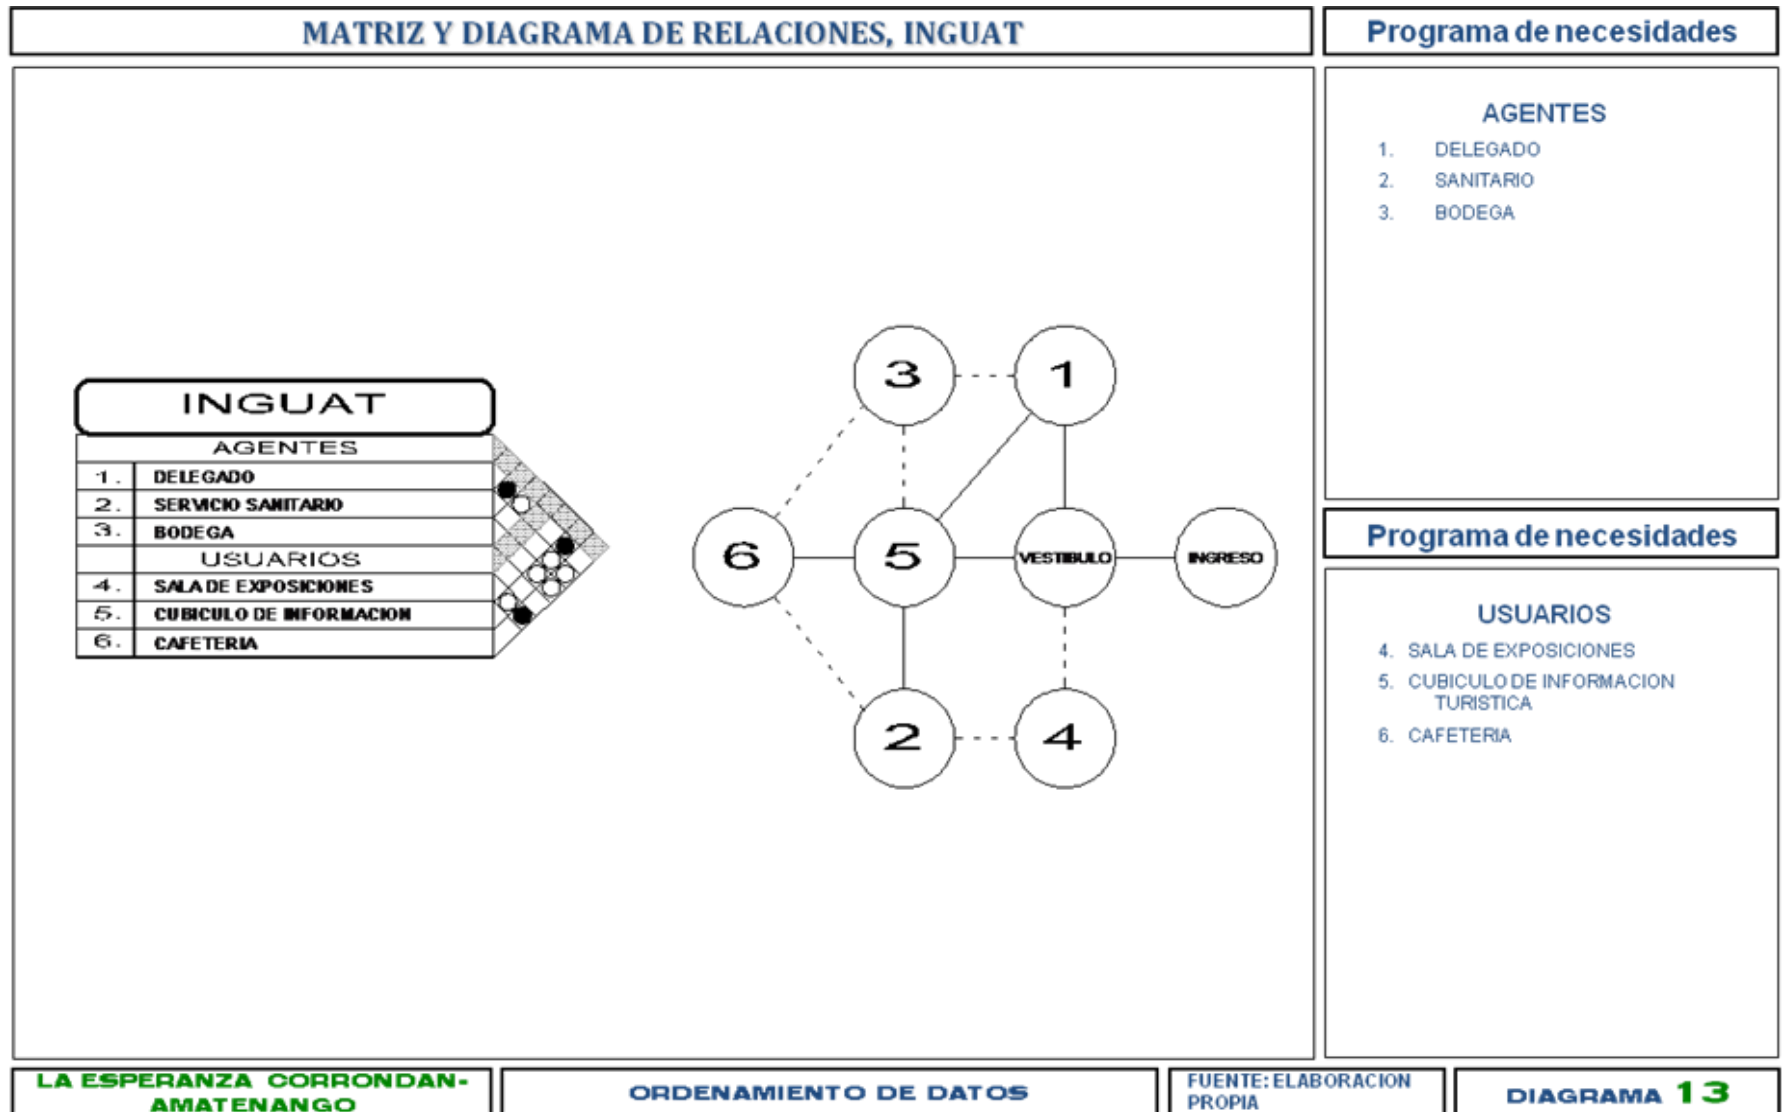 MATRIZ Y DIAGRAMA DE RELACIONES, INGUAT
Programa de necesidades
AGENTES
1. DELEGADO
2. SANITARIO
3. BODEGA
INGUAT
AGENTES
1. DELEGADO
2. SERVICIO SANITARIO
3. BODEGA
USUARIOS
4. SALA DE EXPOSICIONES
5. CUBICULO DE INFORMACION
6. CAFETERIA
3
1
6
5
VESTIBULO
INGRESO
2
4
Programa de necesidades
USUARIOS
4. SALA DE EXPOSICIONES
5. CUBICULO DE INFORMACION
TURISTICA
6. CAFETERIA
LA ESPERANZA CORRONDAN-
AMATENANGO
ORDENAMIENTO DE DATOS
FUENTE: ELABORACION
PROPIA
DIAGRAMA 13